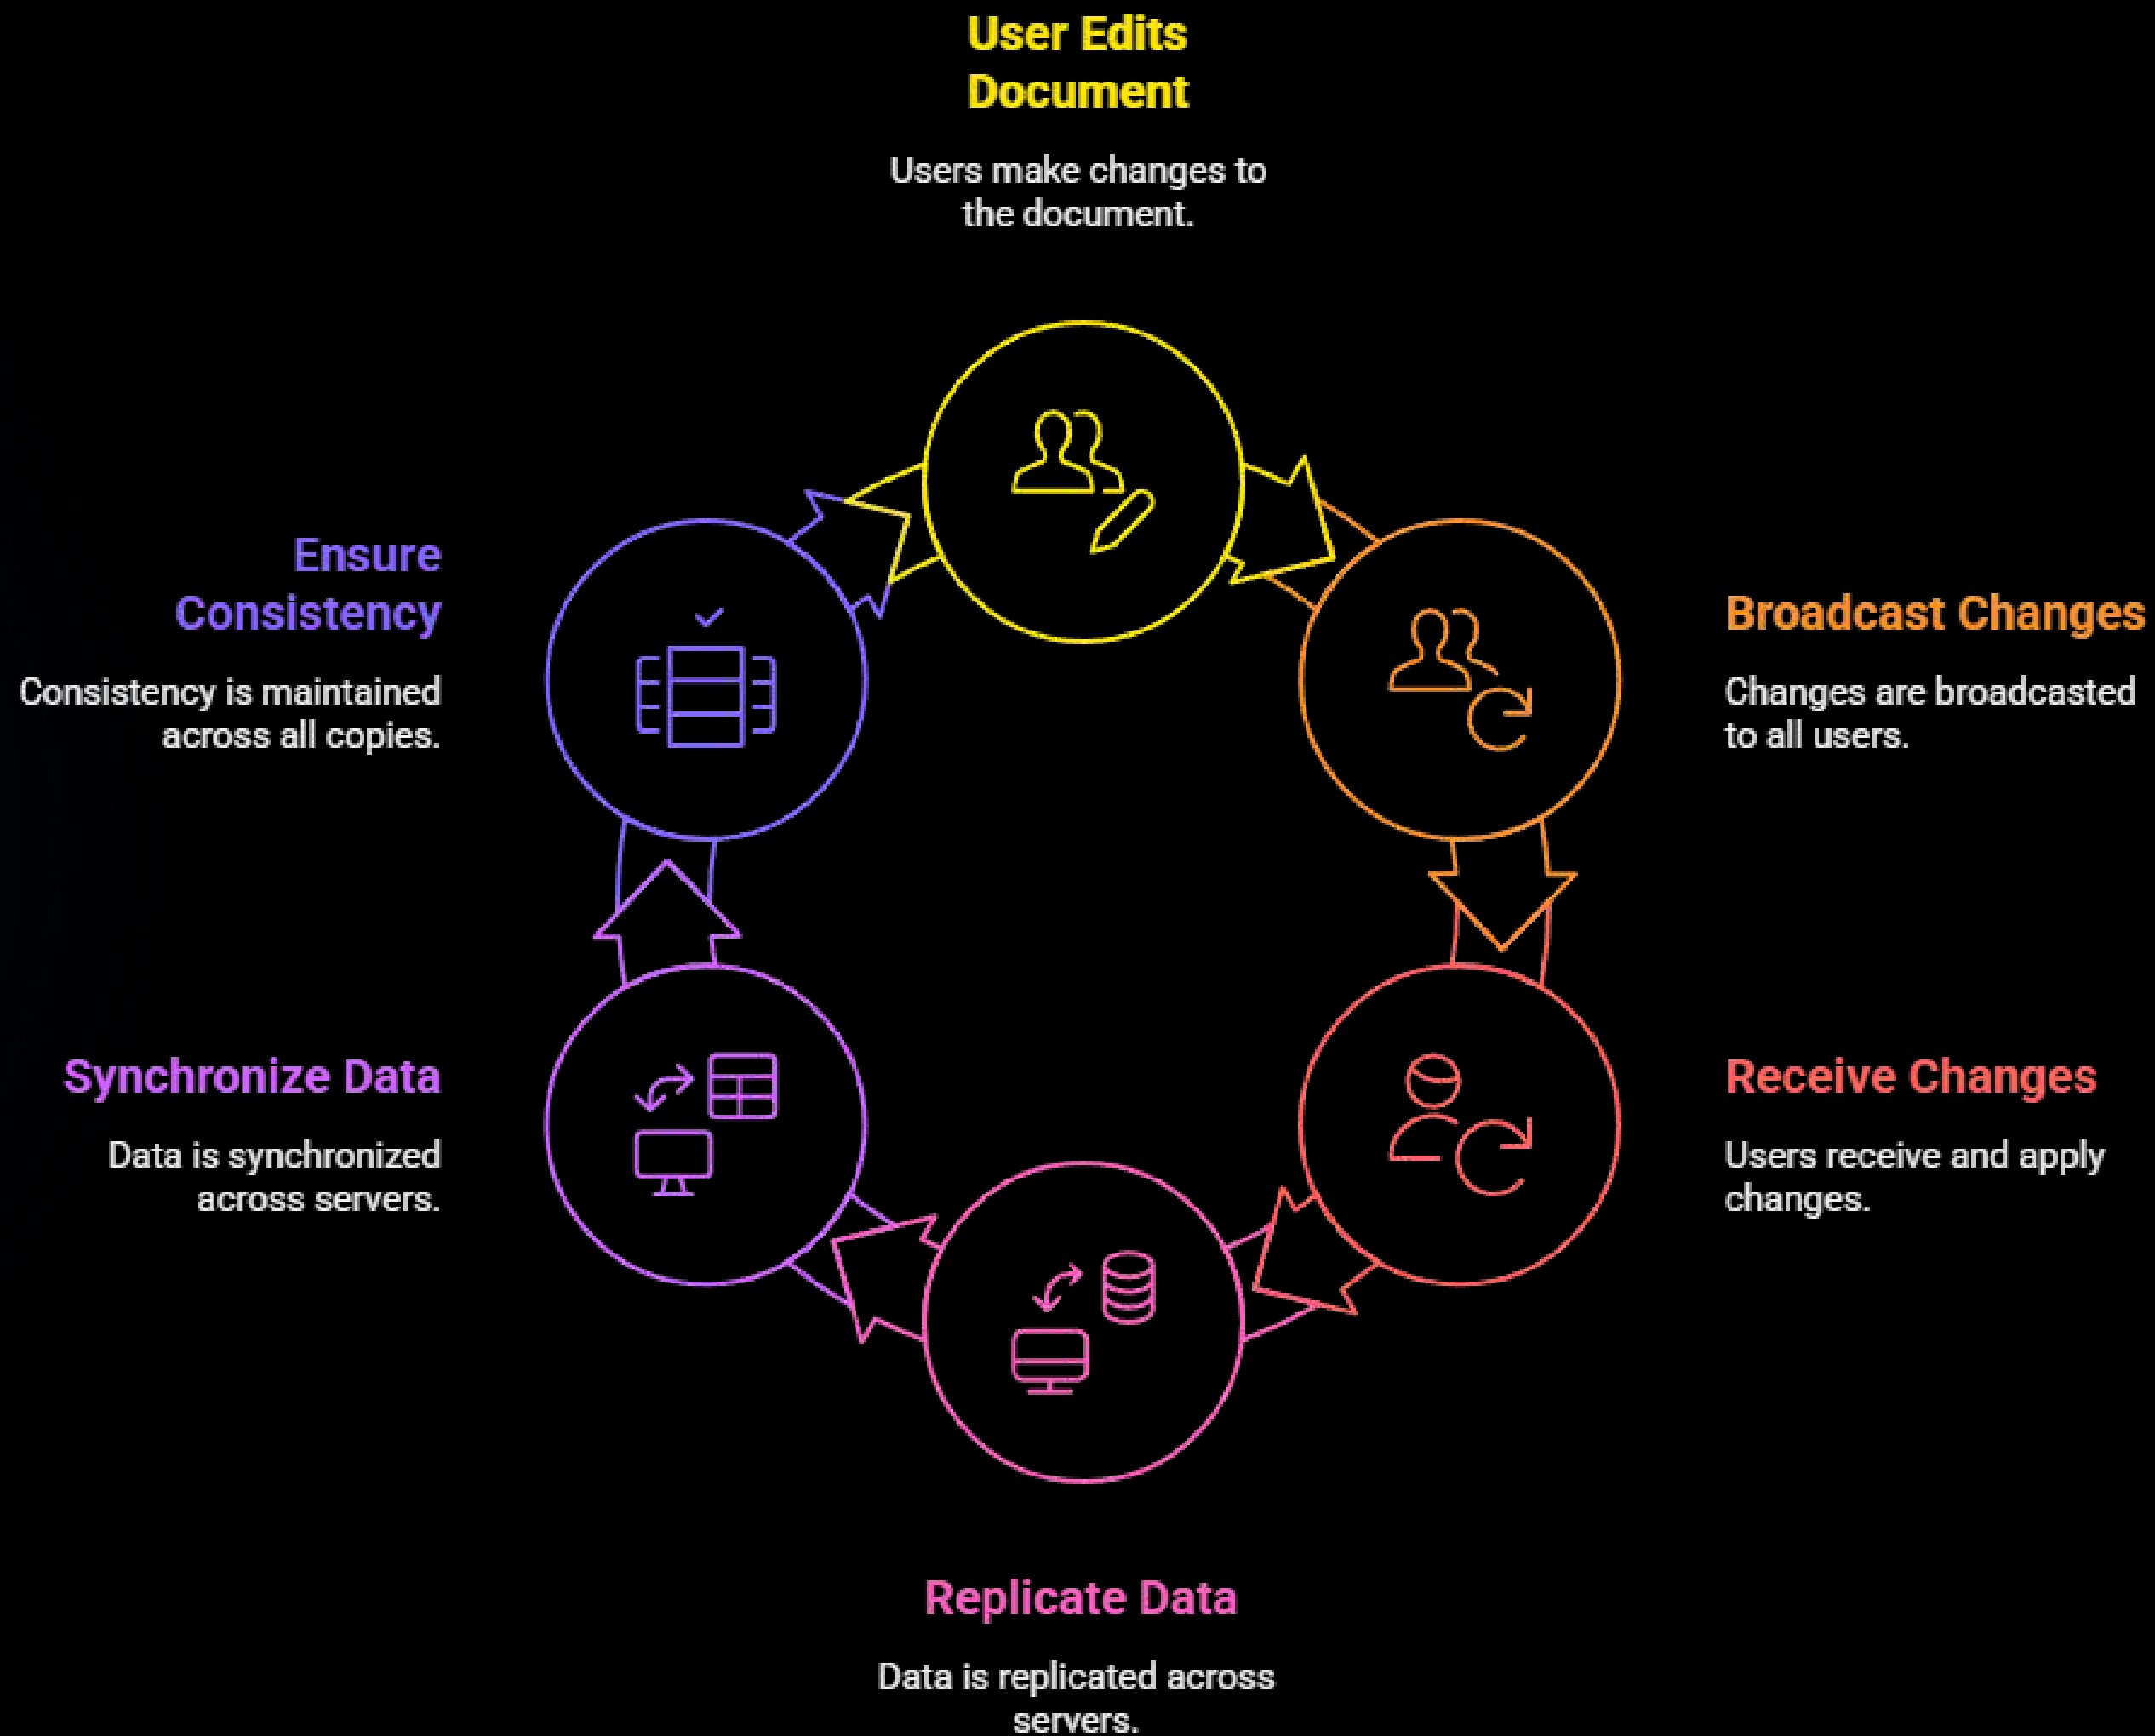 User Edits
Document
Users make changes to
the document.
Broadcast Changes
Changes are broadcasted
to all users.
Receive Changes
Users receive and apply
changes.
Replicate Data
Data is replicated across
servers.
Synchronize Data
Data is synchronized
across servers.
Ensure
Consistency
Consistency is maintained
across all copies.